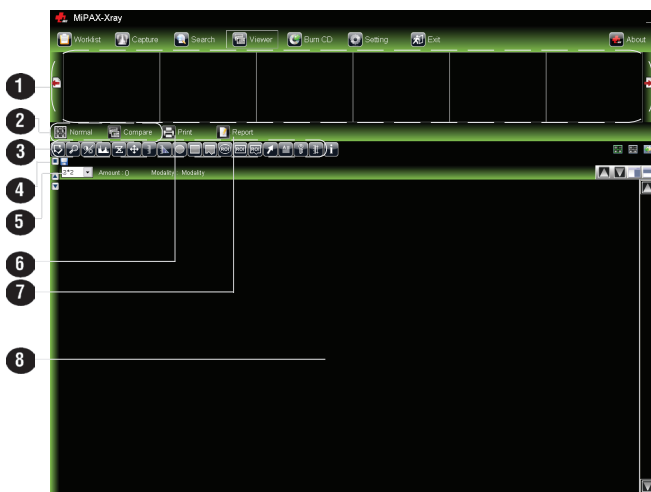 MiPAX-Xray
Worklist Capture Search Viewer Burn CD Setting Exit About
1
2 Normal Compare Print Report
3
4
2*2 Amount : 0 Modality : Modality
5
6
7
8